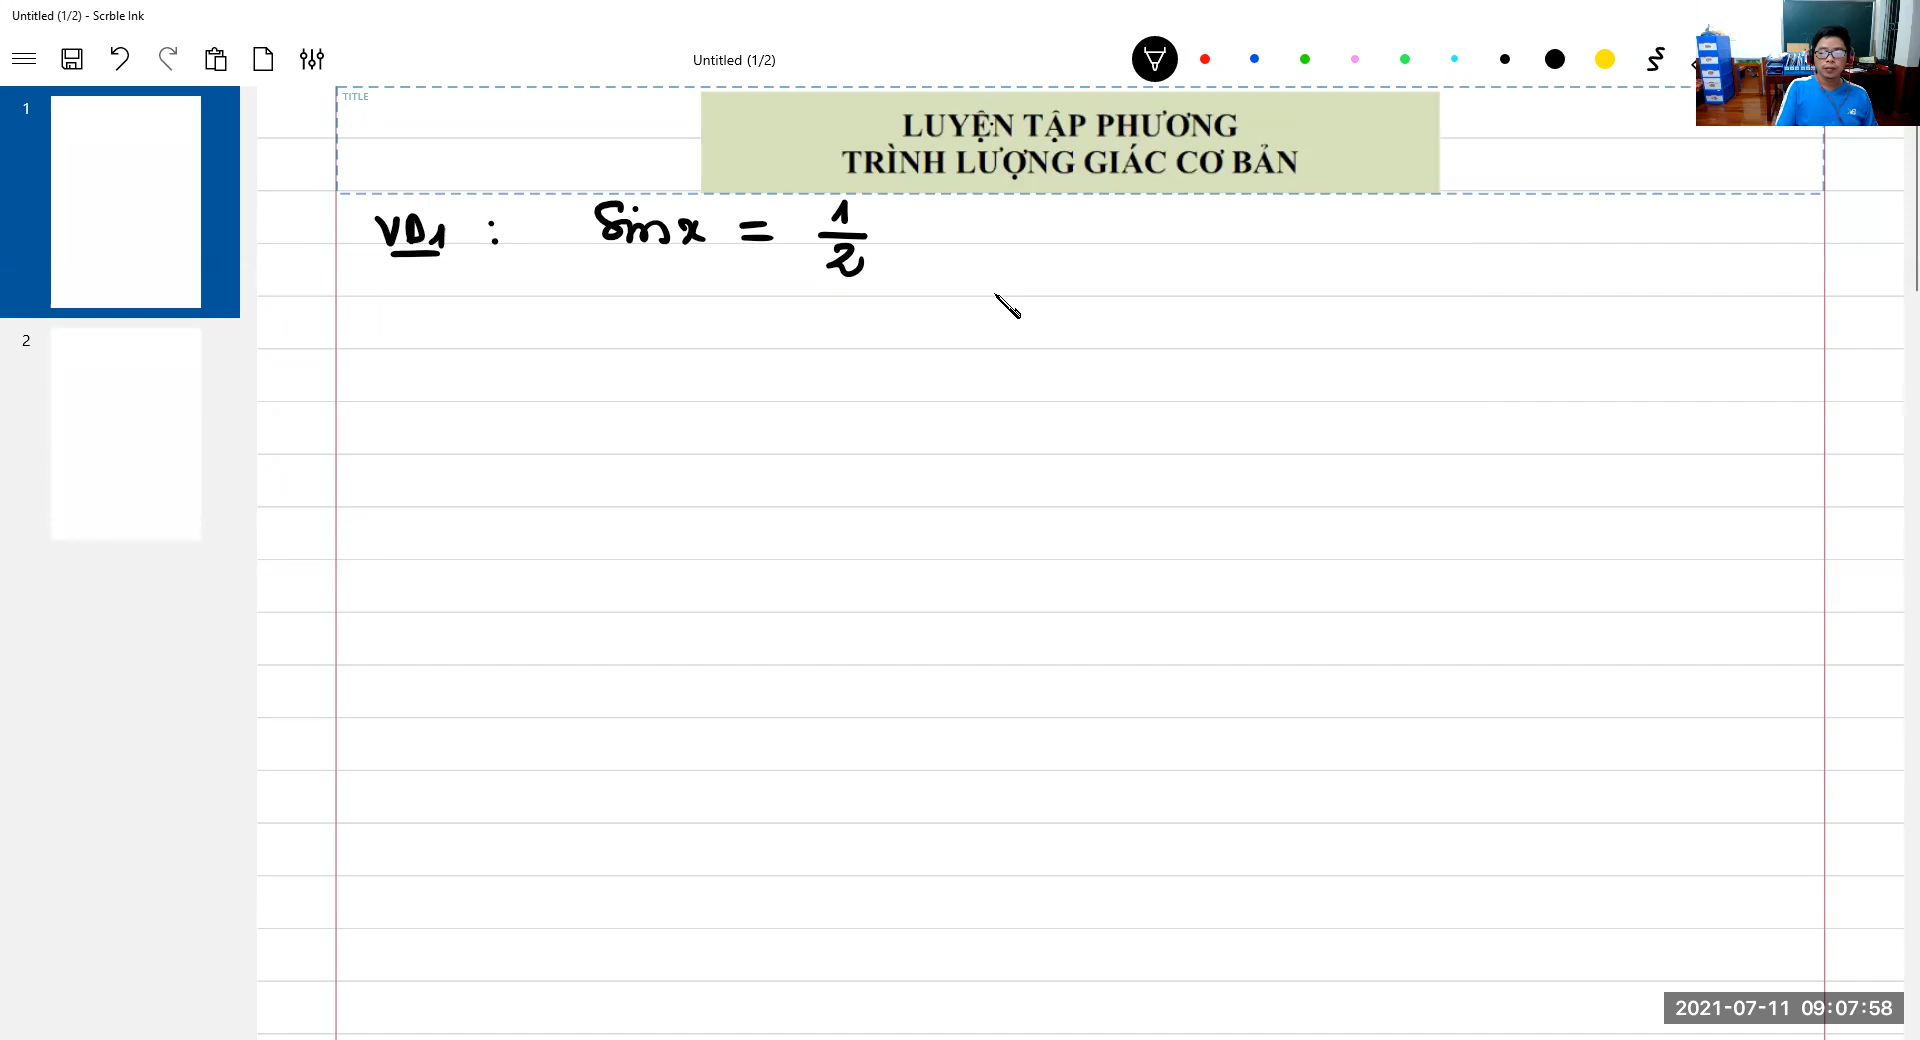 Untitled (1/2) - Scrble Ink
Untitled (1/2)
1
2
TITLE
LUYỆN TẬP PHƯƠNG
TRÌNH LƯỢNG GIÁC CƠ BẢN
VD1 : Sin x = 1/2
2021-07-11 09:07:58